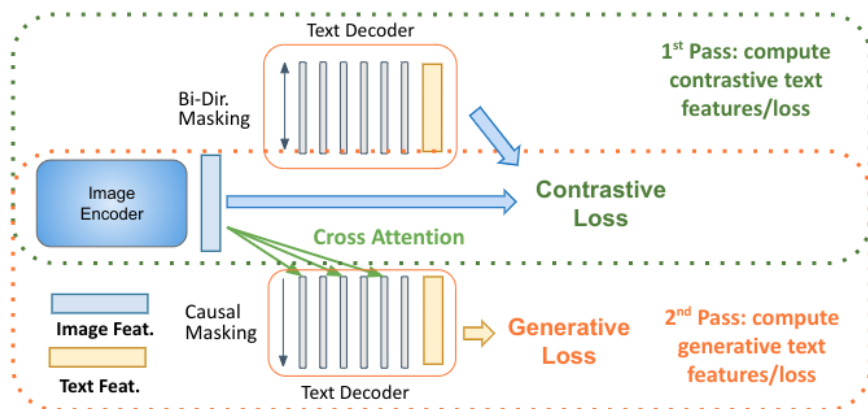 Text Decoder
1st Pass: compute
contrastive text
features/loss
Bi-Dir.
Masking
Image
Encoder
Contrastive
Loss
Cross Attention
Causal
Masking
Image Feat.
Text Feat.
Generative
Loss
2nd Pass: compute
generative text
features/loss
Text Decoder